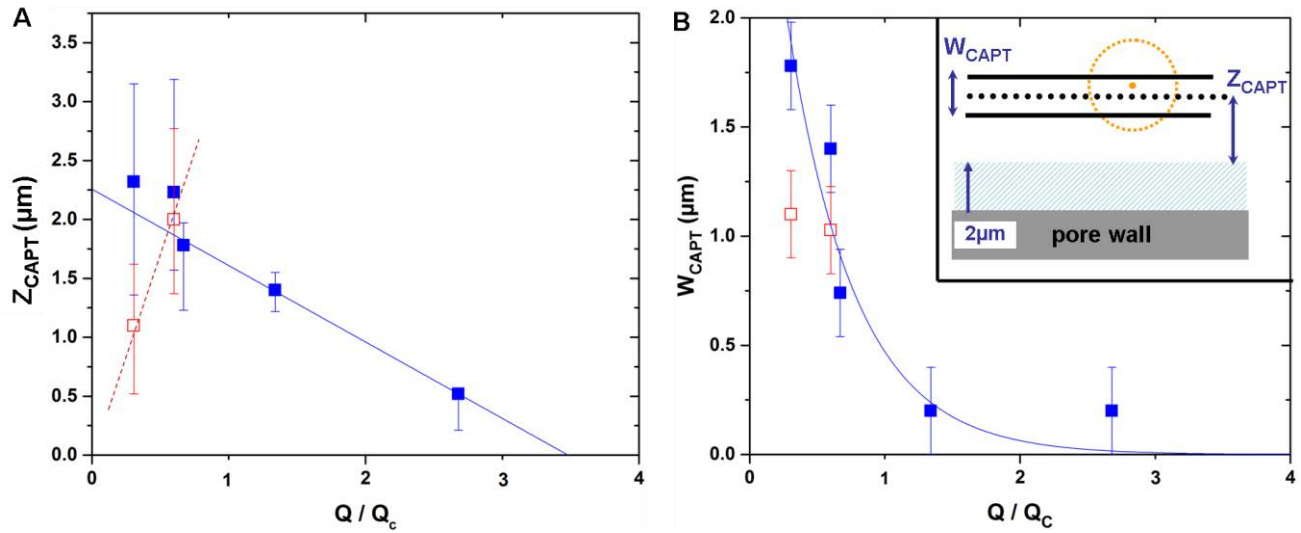 A
3.5
3.0
2.5
2.0
1.5
1.0
0.5
0.0
Z_CAPT (µm)
0 1 2 3 4
Q / Q_c
B
2.0
1.5
1.0
0.5
0.0
W_CAPT (µm)
0 1 2 3 4
Q / Q_C
W_CAPT
Z_CAPT
2µm
pore wall